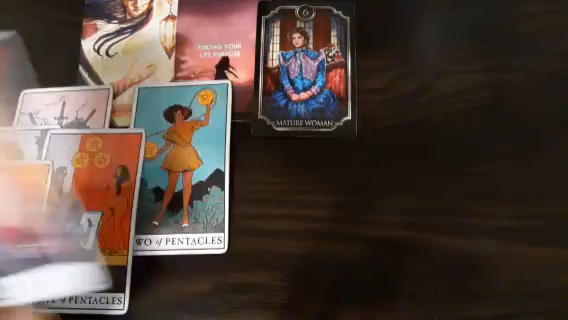 FINDING YOUR
LIFE PURPOSE
6
MATURE WOMAN
TWO of PENTACLES
of PENTACLES